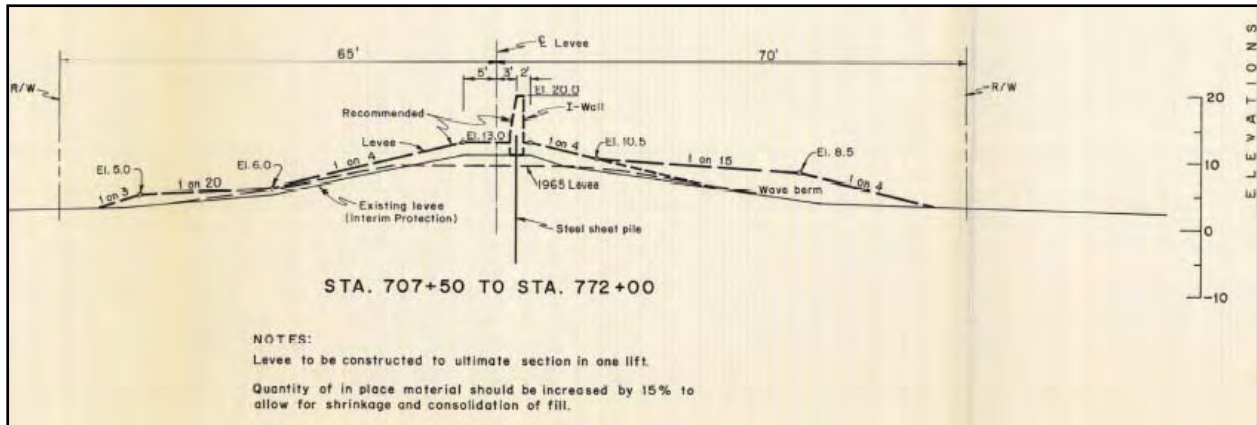 ℄ Levee
65'
70'
5'
3'
2'
R/W
R/W
El. 20.0
Recommended
I-Wall
Levee
El. 13.0
1 on 4
1 on 4
El. 10.5
1 on 15
El. 8.5
El. 5.0
1 on 20
El. 6.0
1 on 3
1 on 4
Existing levee
(Interim Protection)
1965 Levee
Wave berm
Steel sheet pile
ELEVATIONS
20
10
0
-10
STA. 707+50 TO STA. 772+00
NOTES:
Levee to be constructed to ultimate section in one lift.
Quantity of in place material should be increased by 15% to
allow for shrinkage and consolidation of fill.